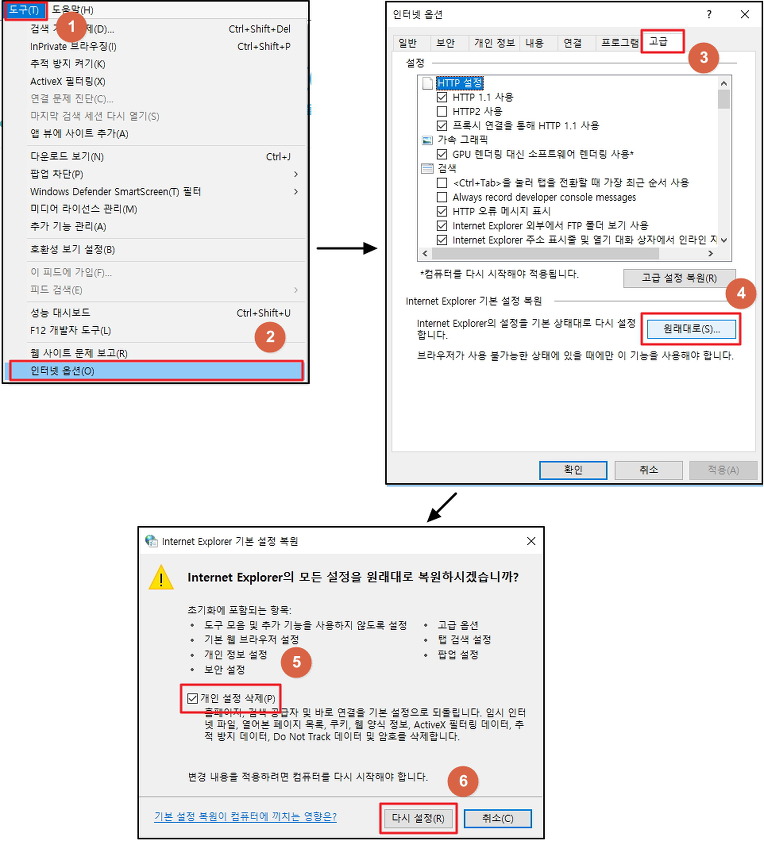 도구(T) 도움말(H)
1
검색 기 제(D)... Ctrl+Shift+Del
InPrivate 브라우징(I) Ctrl+Shift+P
추적 방지 켜기(K)
ActiveX 필터링(X)
연결 문제 진단(C)...
마지막 검색 세션 다시 열기(S)
앱 뷰에 사이트 추가(A)
다운로드 보기(N) Ctrl+J
팝업 차단(P)
Windows Defender SmartScreen(T) 필터
미디어 라이선스 관리(M)
추가 기능 관리(A)
호환성 보기 설정(B)
이 피드에 가입(F)...
피드 검색(E)
성능 대시보드 Ctrl+Shift+U
F12 개발자 도구(L)
2
웹 사이트 문제 보고(R)
인터넷 옵션(O)
인터넷 옵션 ?
일반 보안 개인 정보 내용 연결 프로그램 고급
3
설정
HTTP 설정
HTTP 1.1 사용
HTTP2 사용
프록시 연결을 통해 HTTP 1.1 사용
가속 그래픽
GPU 렌더링 대신 소프트웨어 렌더링 사용*
검색
<Ctrl+Tab>을 눌러 탭을 전환할 때 가장 최근 순서 사용
Always record developer console messages
HTTP 오류 메시지 표시
Internet Explorer 외부에서 FTP 폴더 보기 사용
Internet Explorer 주소 표시줄 및 열기 대화 상자에서 인라인 자
*컴퓨터를 다시 시작해야 적용됩니다.
고급 설정 복원(R)
4
Internet Explorer 기본 설정 복원
Internet Explorer의 설정을 기본 상태대로 다시 설정
합니다.
원래대로(S)...
브라우저가 사용 불가능한 상태에 있을 때에만 이 기능을 사용해야 합니다.
확인 취소 적용(A)
Internet Explorer 기본 설정 복원
Internet Explorer의 모든 설정을 원래대로 복원하시겠습니까?
초기화에 포함되는 항목:
• 도구 모음 및 추가 기능을 사용하지 않도록 설정 • 고급 옵션
• 기본 웹 브라우저 설정 • 탭 검색 설정
• 개인 정보 설정 • 팝업 설정
• 보안 설정
5
개인 설정 삭제(P)
홈페이지, 검색 공급자 및 바로 연결을 기본 설정으로 되돌립니다. 임시 인터
넷 파일, 열어본 페이지 목록, 쿠키, 웹 양식 정보, ActiveX 필터링 데이터, 추
적 방지 데이터, Do Not Track 데이터 및 암호를 삭제합니다.
변경 내용을 적용하려면 컴퓨터를 다시 시작해야 합니다.
6
기본 설정 복원이 컴퓨터에 끼치는 영향은?
다시 설정(R) 취소(C)